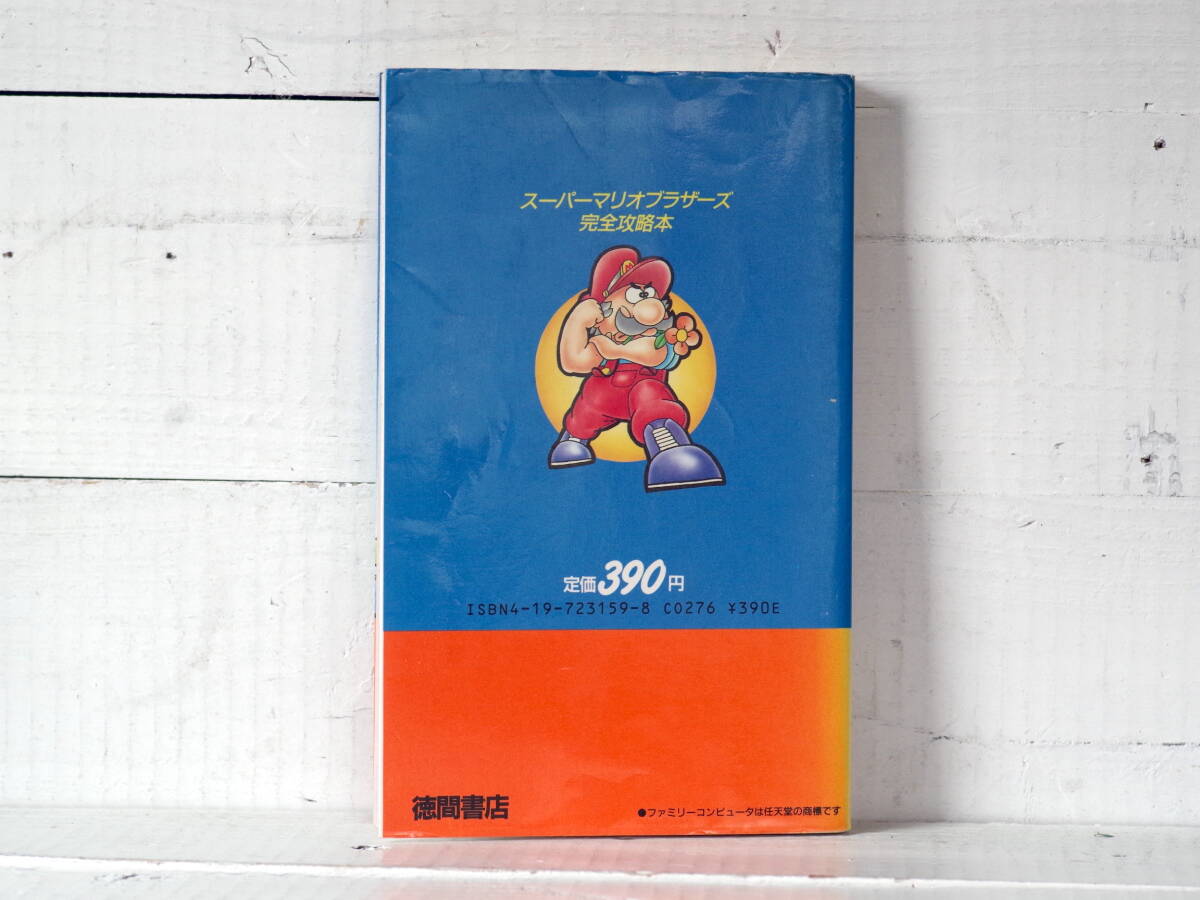 スーパーマリオブラザーズ
完全攻略本
定価390円
ISBN4-19-723159-8 C0276 ¥390E
徳間書店
●ファミリーコンピュータは任天堂の商標です